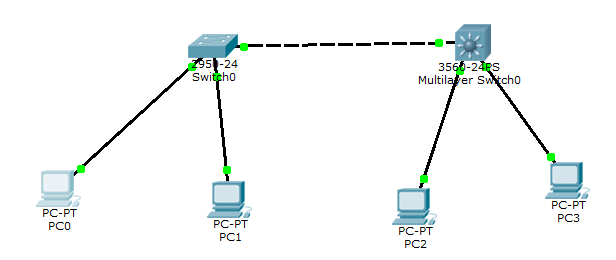 2950-24
Switch0
3560-24PS
Multilayer Switch0
PC-PT
PC0
PC-PT
PC1
PC-PT
PC2
PC-PT
PC3